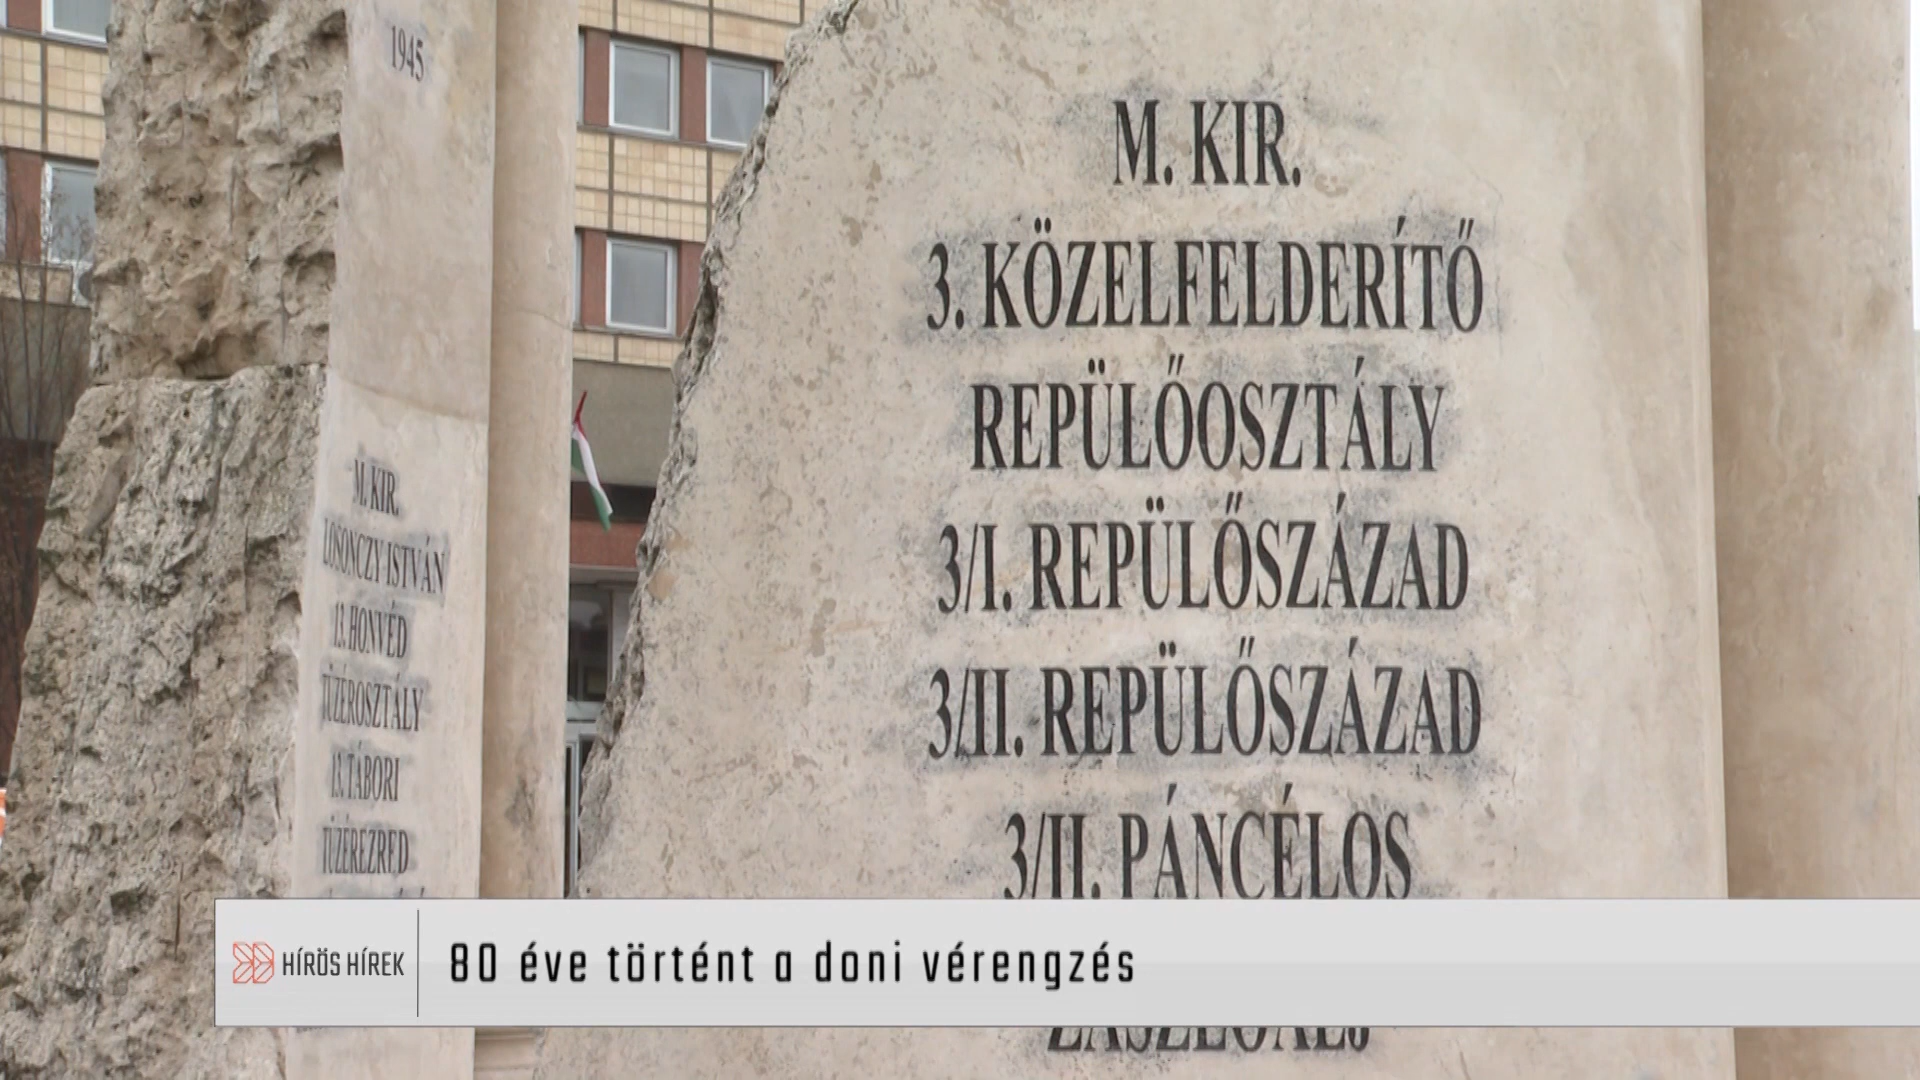 1945
M. KIR.
LOSONCZY ISTVÁN
13. HONVÉD
TÜZÉROSZTÁLY
13. TÁBORI
TÜZÉREZRED
M. KIR.
3. KÖZELFELDERÍTŐ
REPÜLŐOSZTÁLY
3/I. REPÜLŐSZÁZAD
3/II. REPÜLŐSZÁZAD
3/II. PÁNCÉLOS
HÍRÖS HÍREK
80 éve történt a doni vérengzés